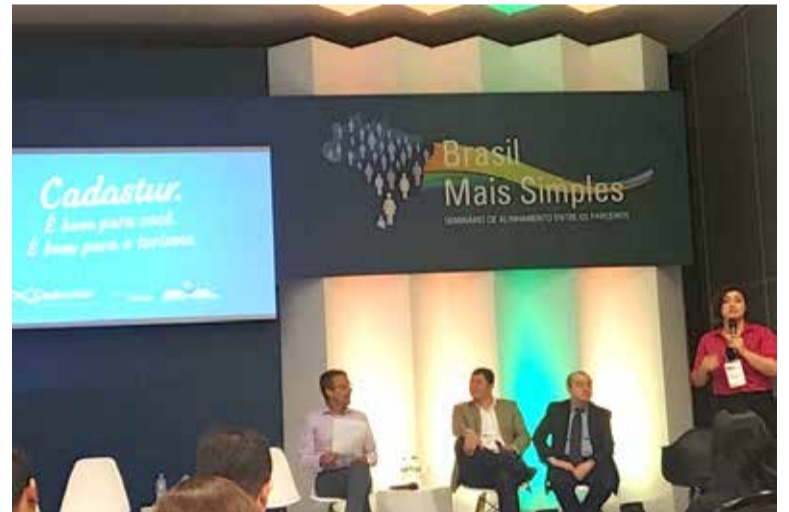 Cadastur.
É bom para você.
É bom para o turismo.
Brasil
Mais Simples
SEMINÁRIO DE ALINHAMENTO ENTRE OS PARCEIROS